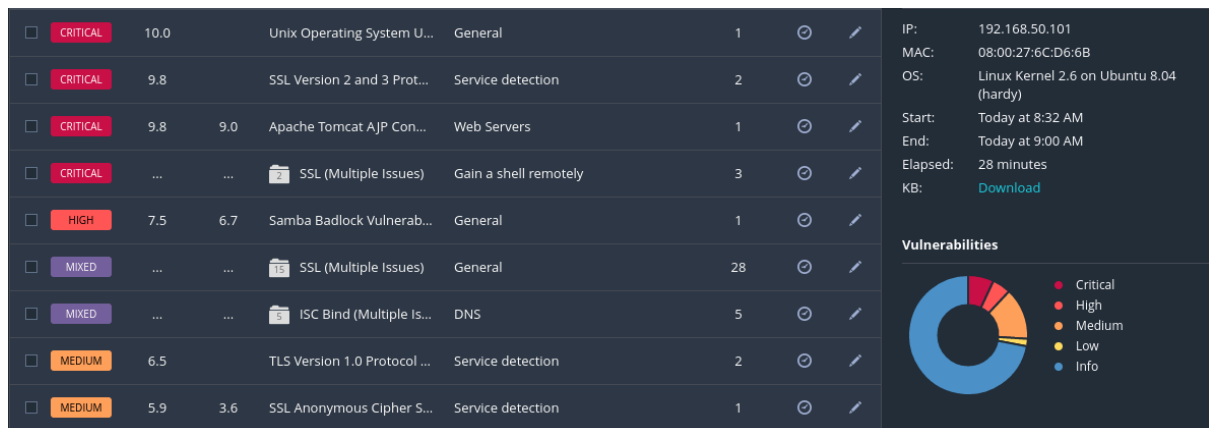 CRITICAL 10.0 Unix Operating System U... General 1
CRITICAL 9.8 SSL Version 2 and 3 Prot... Service detection 2
CRITICAL 9.8 9.0 Apache Tomcat AJP Con... Web Servers 1
CRITICAL ... ... 2 SSL (Multiple Issues) Gain a shell remotely 3
HIGH 7.5 6.7 Samba Badlock Vulnerab... General 1
MIXED ... ... 15 SSL (Multiple Issues) General 28
MIXED ... ... 5 ISC Bind (Multiple Is... DNS 5
MEDIUM 6.5 TLS Version 1.0 Protocol ... Service detection 2
MEDIUM 5.9 3.6 SSL Anonymous Cipher S... Service detection 1
IP: 192.168.50.101
MAC: 08:00:27:6C:D6:6B
OS: Linux Kernel 2.6 on Ubuntu 8.04
(hardy)
Start: Today at 8:32 AM
End: Today at 9:00 AM
Elapsed: 28 minutes
KB: Download
Vulnerabilities
Critical
High
Medium
Low
Info